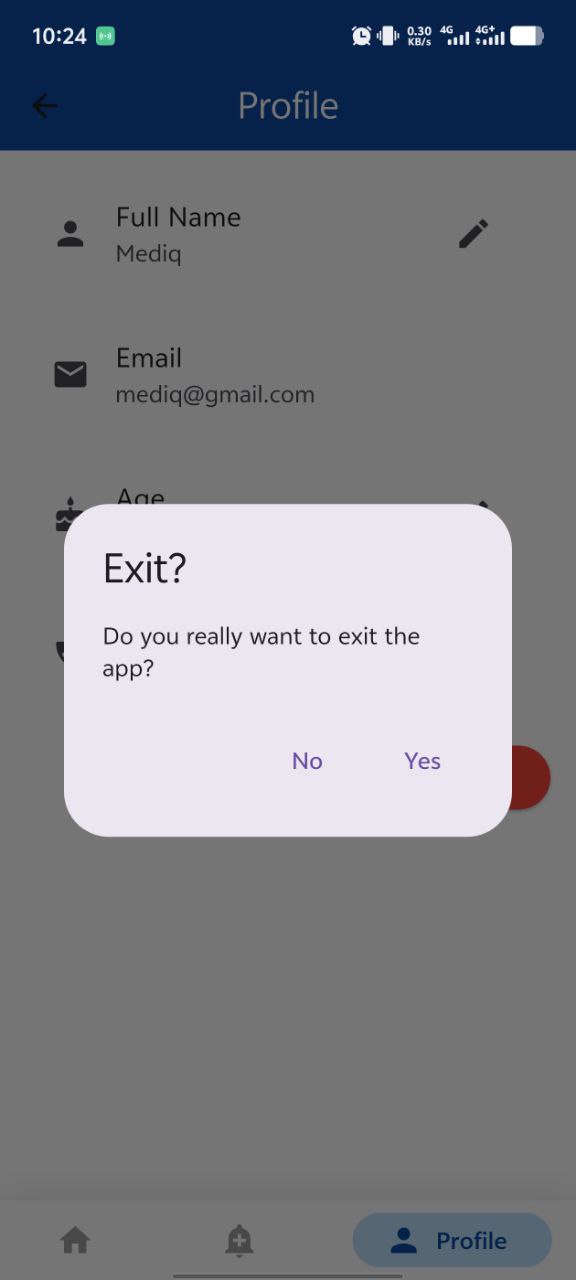 10:24
0.30
KB/s
4G
4G+
Profile
Full Name
Mediq
Email
mediq@gmail.com
Age
Exit?
Do you really want to exit the
app?
No Yes
Profile